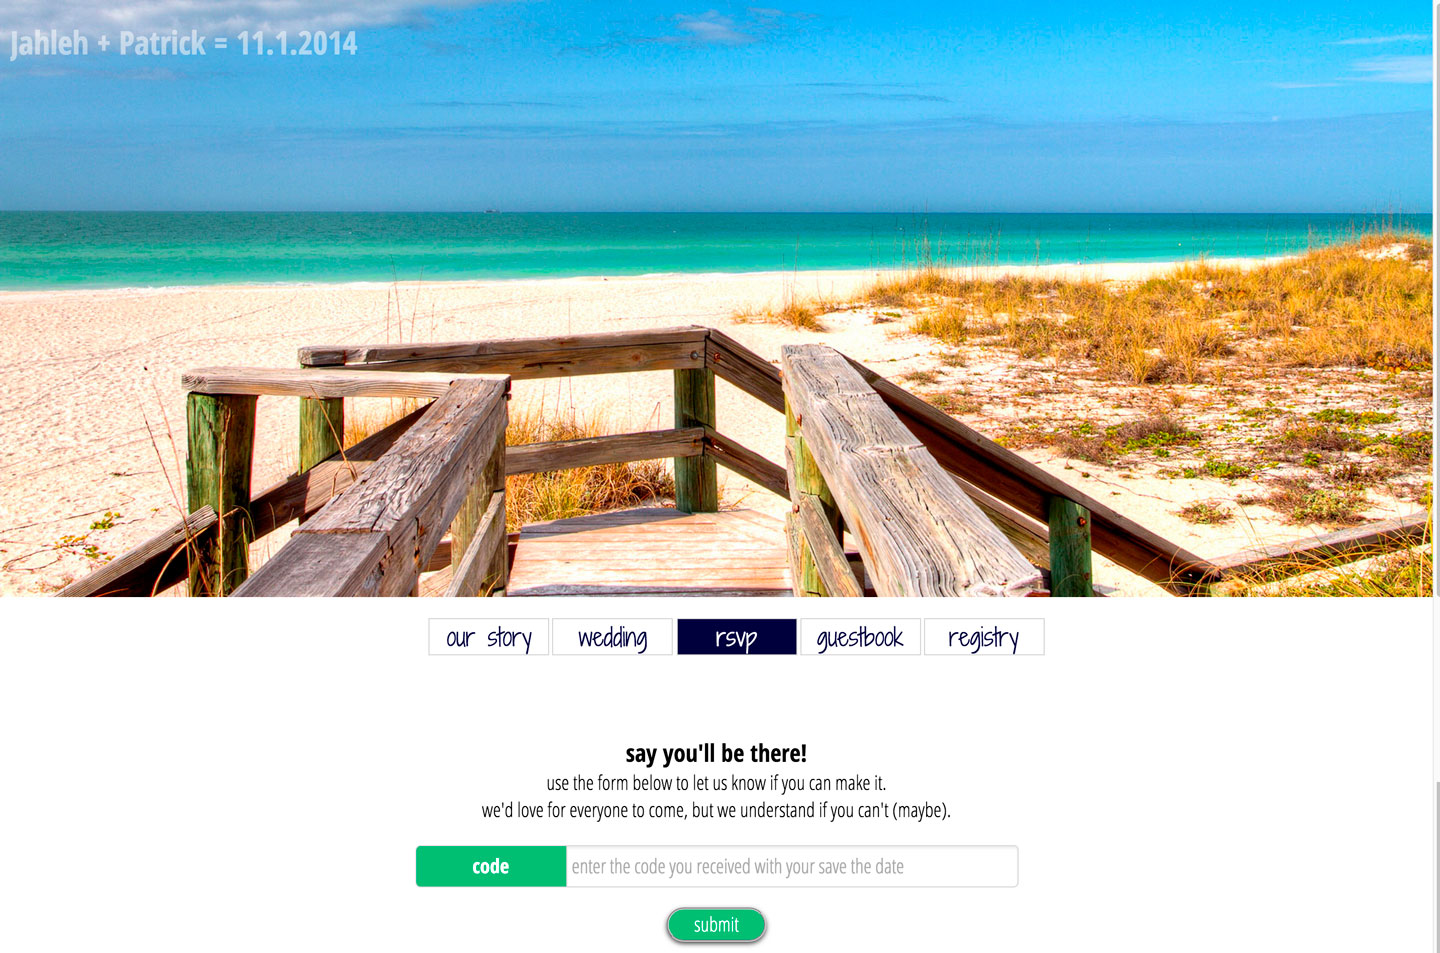 Jahleh + Patrick = 11.1.2014
our story wedding rsvp guestbook registry
say you'll be there!
use the form below to let us know if you can make it.
we'd love for everyone to come, but we understand if you can't (maybe).
code enter the code you received with your save the date
submit